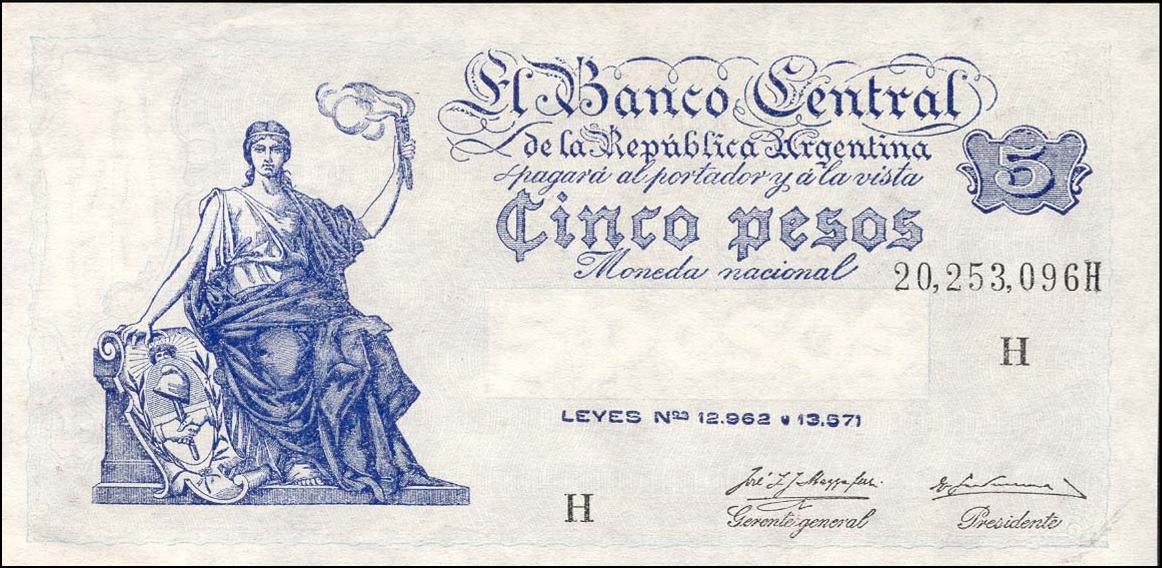 El Banco Central
de la República Argentina
pagará al portador y á la vista
5
Cinco pesos
Moneda nacional
20,253,096H
H
LEYES Nos 12.962 y 13.571
H
Gerente general
Presidente